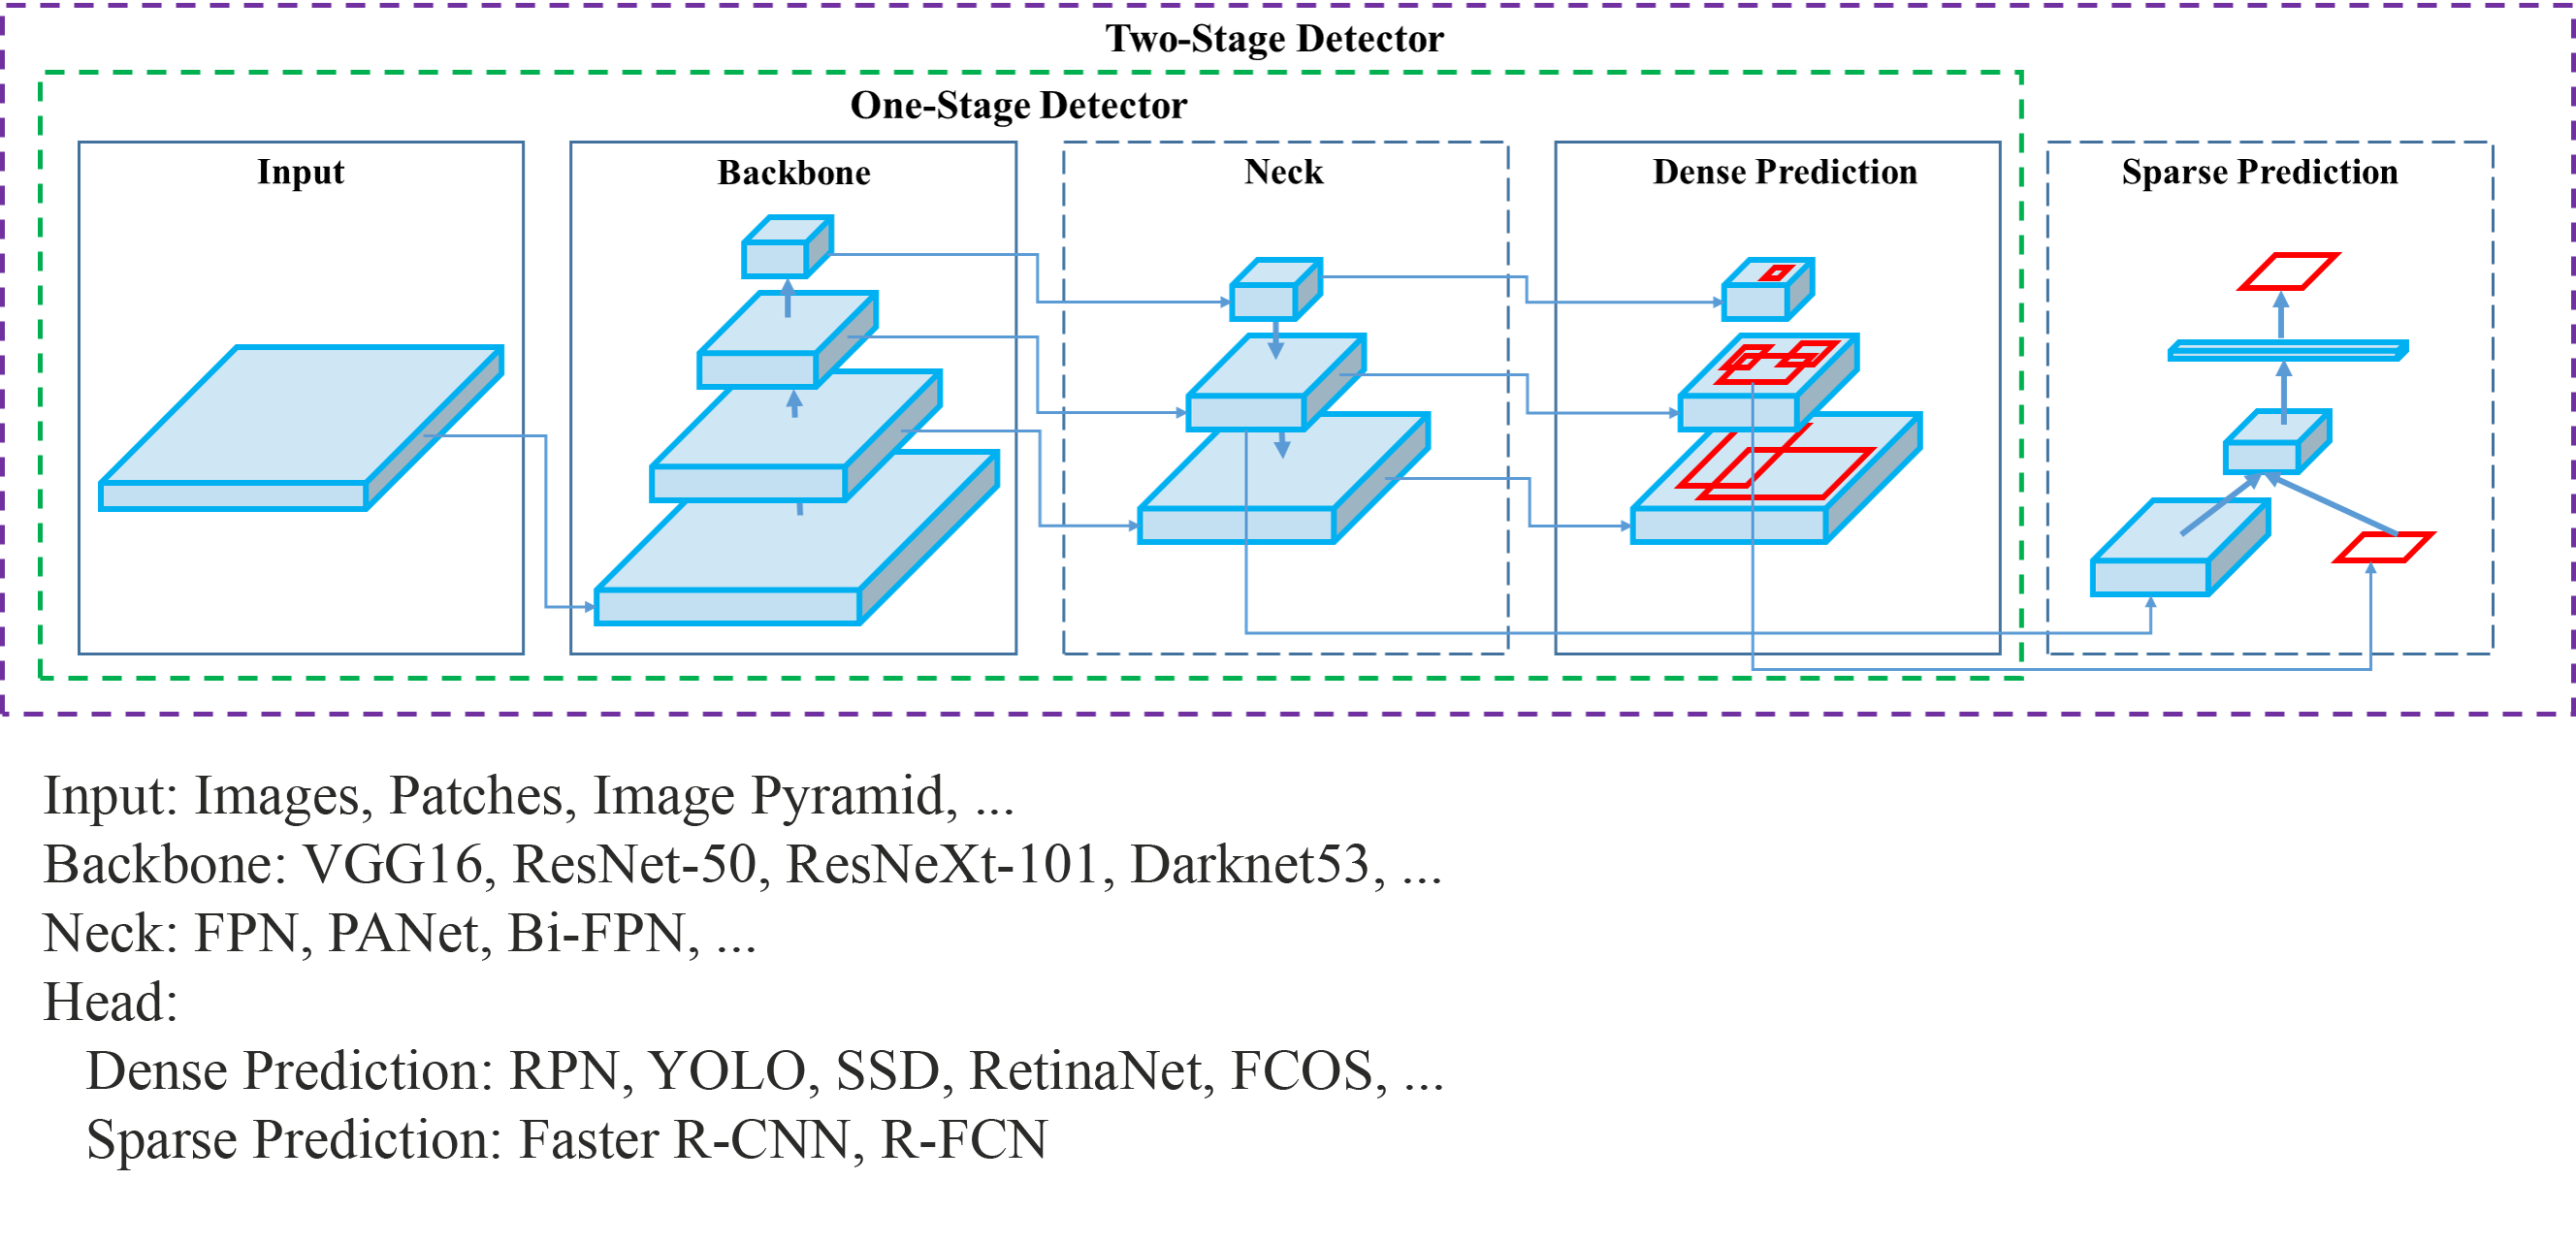 Two-Stage Detector
One-Stage Detector
Input
Backbone
Neck
Dense Prediction
Sparse Prediction
Input: Images, Patches, Image Pyramid, ...
Backbone: VGG16, ResNet-50, ResNeXt-101, Darknet53, ...
Neck: FPN, PANet, Bi-FPN, ...
Head:
Dense Prediction: RPN, YOLO, SSD, RetinaNet, FCOS, ...
Sparse Prediction: Faster R-CNN, R-FCN